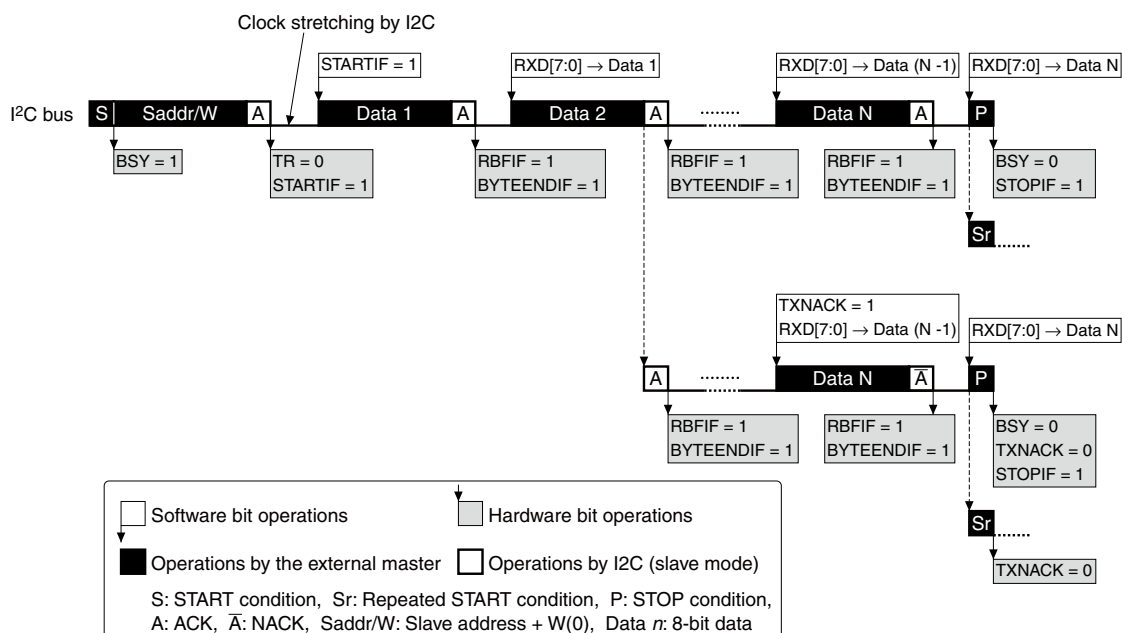 Clock stretching by I2C
STARTIF = 1
RXD[7:0] → Data 1
RXD[7:0] → Data (N -1)
RXD[7:0] → Data N
I²C bus
S Saddr/W A Data 1 A Data 2 A Data N A P
BSY = 1
TR = 0
STARTIF = 1
RBFIF = 1
BYTEENDIF = 1
RBFIF = 1
BYTEENDIF = 1
RBFIF = 1
BYTEENDIF = 1
BSY = 0
STOPIF = 1
Sr
TXNACK = 1
RXD[7:0] → Data (N -1)
RXD[7:0] → Data N
A Data N A̅ P
RBFIF = 1
BYTEENDIF = 1
RBFIF = 1
BYTEENDIF = 1
BSY = 0
TXNACK = 0
STOPIF = 1
Sr
TXNACK = 0
Software bit operations
Hardware bit operations
Operations by the external master
Operations by I2C (slave mode)
S: START condition, Sr: Repeated START condition, P: STOP condition,
A: ACK, A̅: NACK, Saddr/W: Slave address + W(0), Data n: 8-bit data